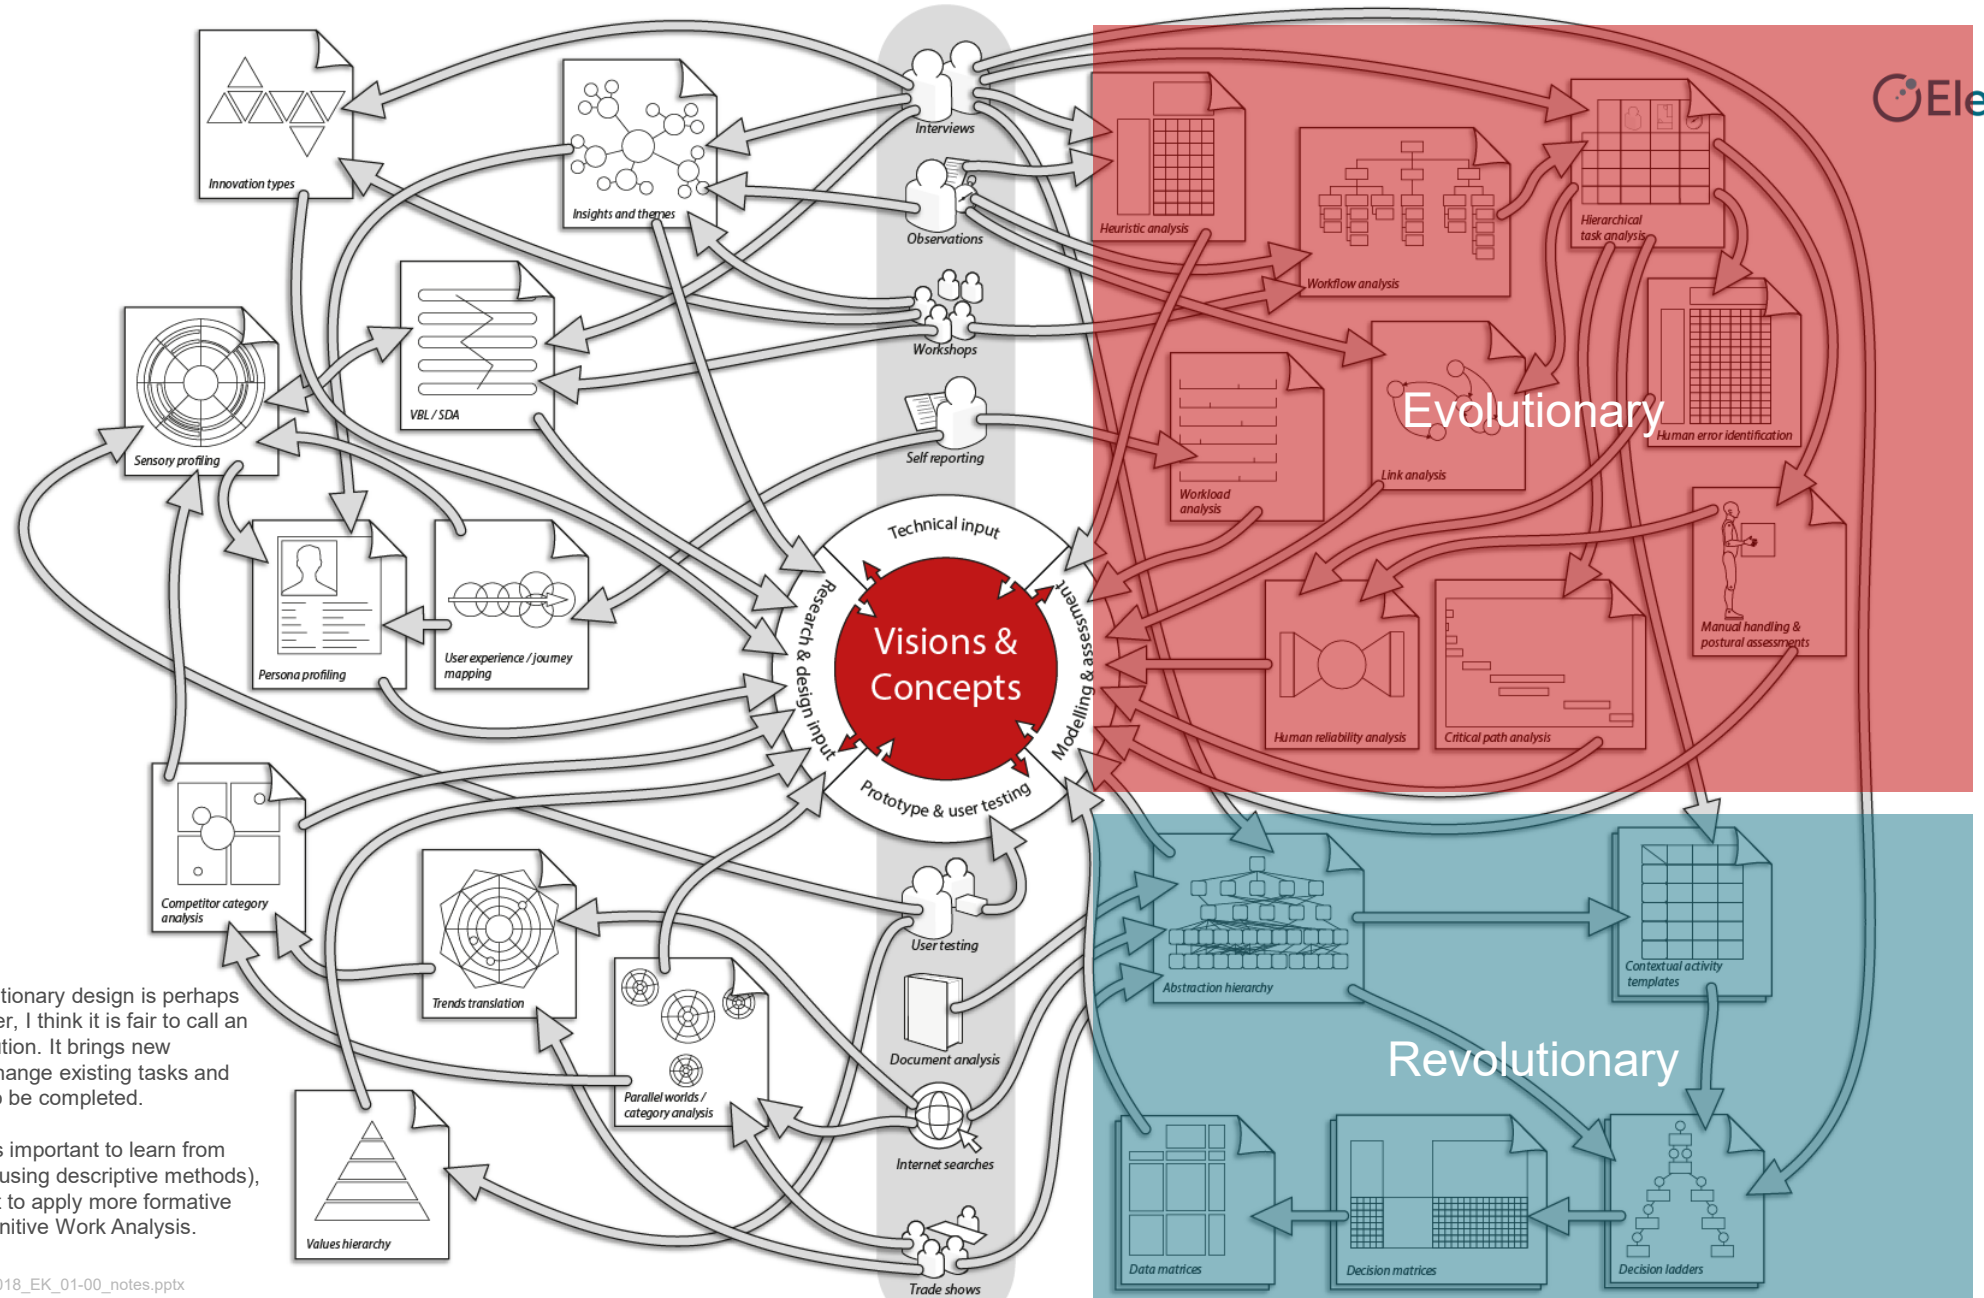 Interviews
Innovation types
Insights and themes
Observations
Heuristic analysis
Workflow analysis
Hierarchical
task analysis
Ele
Workshops
VBL / SDA
Sensory profiling
Self reporting
Workload
analysis
Link analysis
Evolutionary
Human error identification
Persona profiling
User experience / journey
mapping
Technical input
Research & design input
Visions &
Concepts
Modelling & assessment
Prototype & user testing
Human reliability analysis
Critical path analysis
Manual handling &
postural assessments
Competitor category
analysis
Trends translation
User testing
Abstraction hierarchy
Contextual activity
templates
tionary design is perhaps
er, I think it is fair to call an
ution. It brings new
hange existing tasks and
o be completed.
s important to learn from
using descriptive methods),
t to apply more formative
nitive Work Analysis.
Parallel worlds /
category analysis
Document analysis
Revolutionary
Internet searches
Values hierarchy
Trade shows
Data matrices
Decision matrices
Decision ladders
018_EK_01-00_notes.pptx